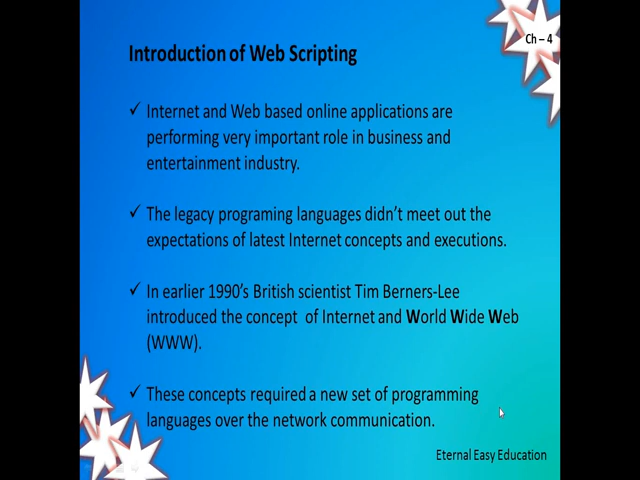 Ch – 4
Introduction of Web Scripting
✓ Internet and Web based online applications are
performing very important role in business and
entertainment industry.
✓ The legacy programing languages didn't meet out the
expectations of latest Internet concepts and executions.
✓ In earlier 1990's British scientist Tim Berners-Lee
introduced the concept of Internet and World Wide Web
(WWW).
✓ These concepts required a new set of programming
languages over the network communication.
Eternal Easy Education